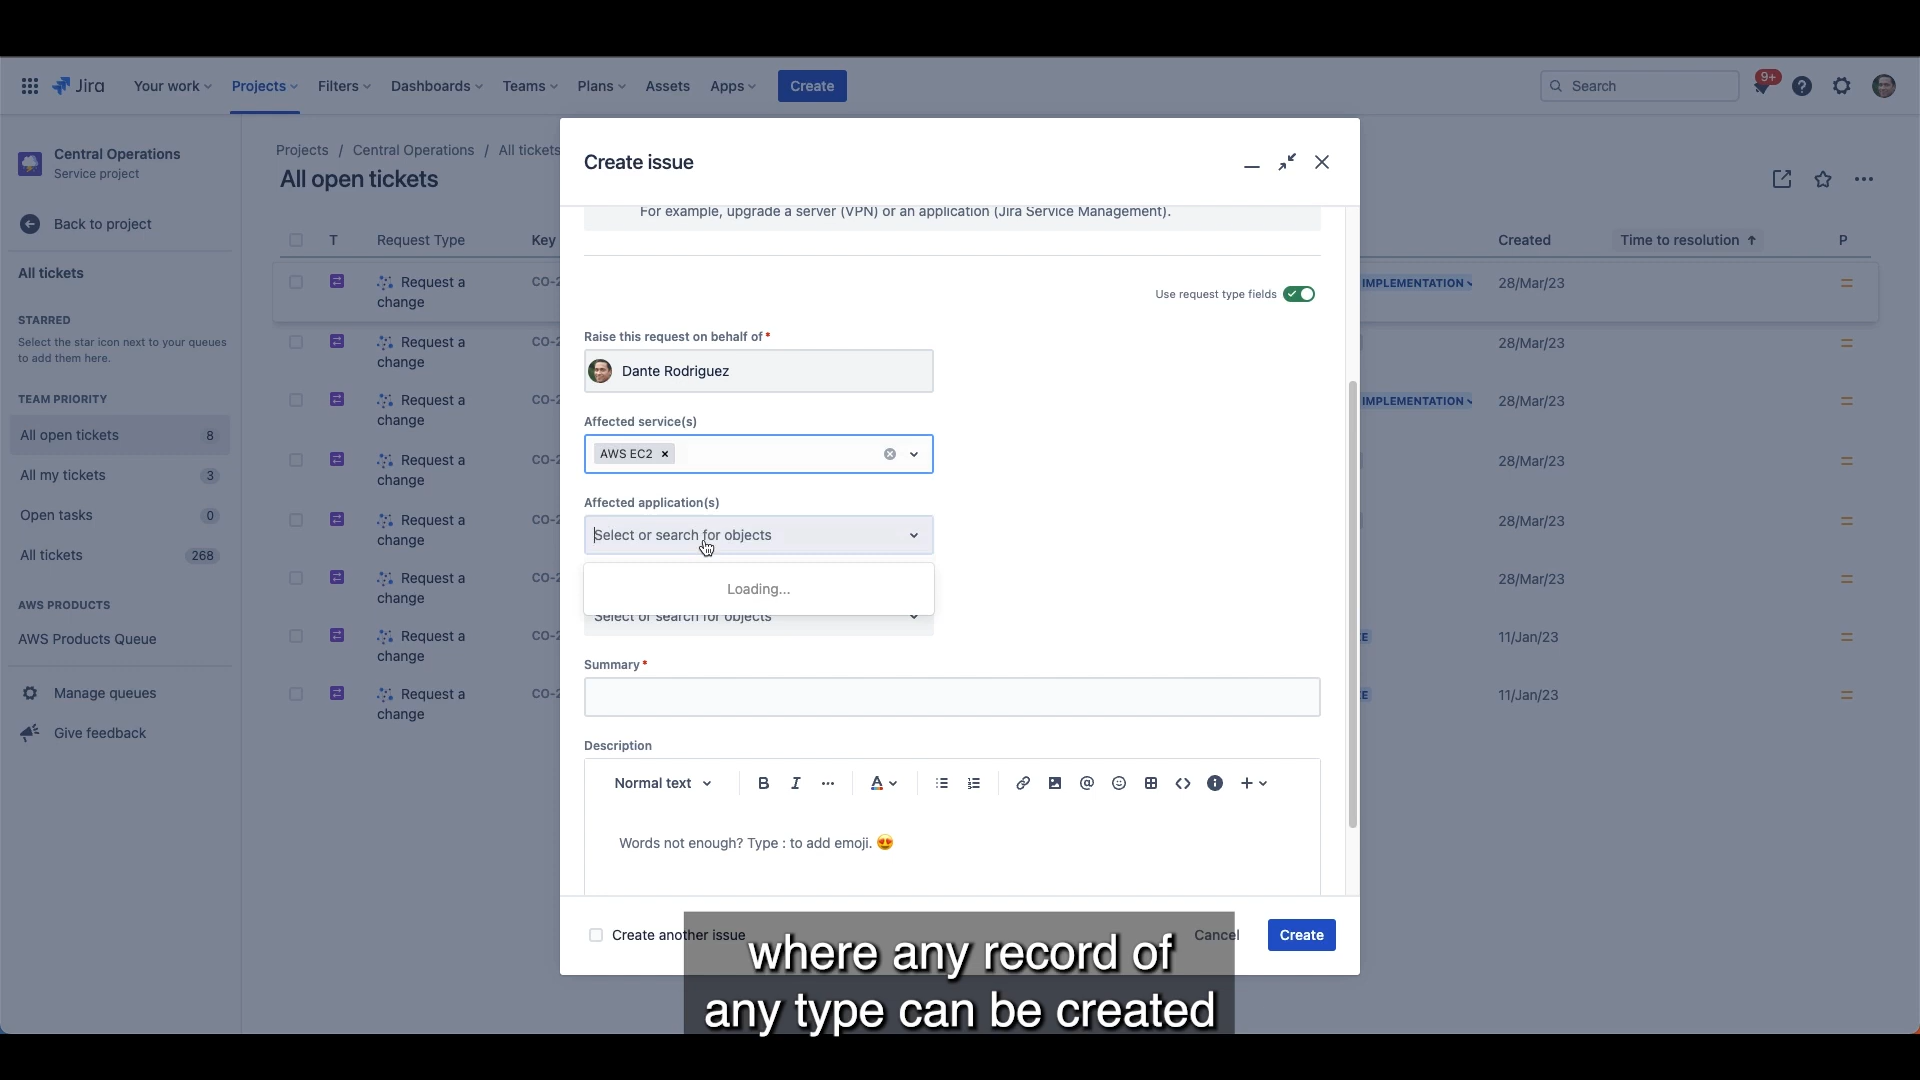 Jira
Your work
Projects
Filters
Dashboards
Teams
Plans
Assets
Apps
Create
Search
9+
Central Operations
Service project
Back to project
All tickets
STARRED
Select the star icon next to your queues
to add them here.
TEAM PRIORITY
All open tickets 8
All my tickets 3
Open tasks 0
All tickets 268
AWS PRODUCTS
AWS Products Queue
Manage queues
Give feedback
Projects / Central Operations / All tickets
All open tickets
T Request Type Key
Created Time to resolution P
Request a
change
CO-2
IMPLEMENTATION
28/Mar/23
Request a
change
CO-2
28/Mar/23
Request a
change
CO-2
IMPLEMENTATION
28/Mar/23
Request a
change
CO-2
28/Mar/23
Request a
change
CO-2
28/Mar/23
Request a
change
CO-2
28/Mar/23
Request a
change
CO-2
E
11/Jan/23
Request a
change
CO-2
E
11/Jan/23
Create issue
For example, upgrade a server (VPN) or an application (Jira Service Management).
Use request type fields
Raise this request on behalf of *
Dante Rodriguez
Affected service(s)
AWS EC2
Affected application(s)
Select or search for objects
Loading...
Select or search for objects
Summary *
Description
Normal text
B I A @ +
Words not enough? Type : to add emoji. 😍
Create another issue
Cancel
Create
where any record of
any type can be created